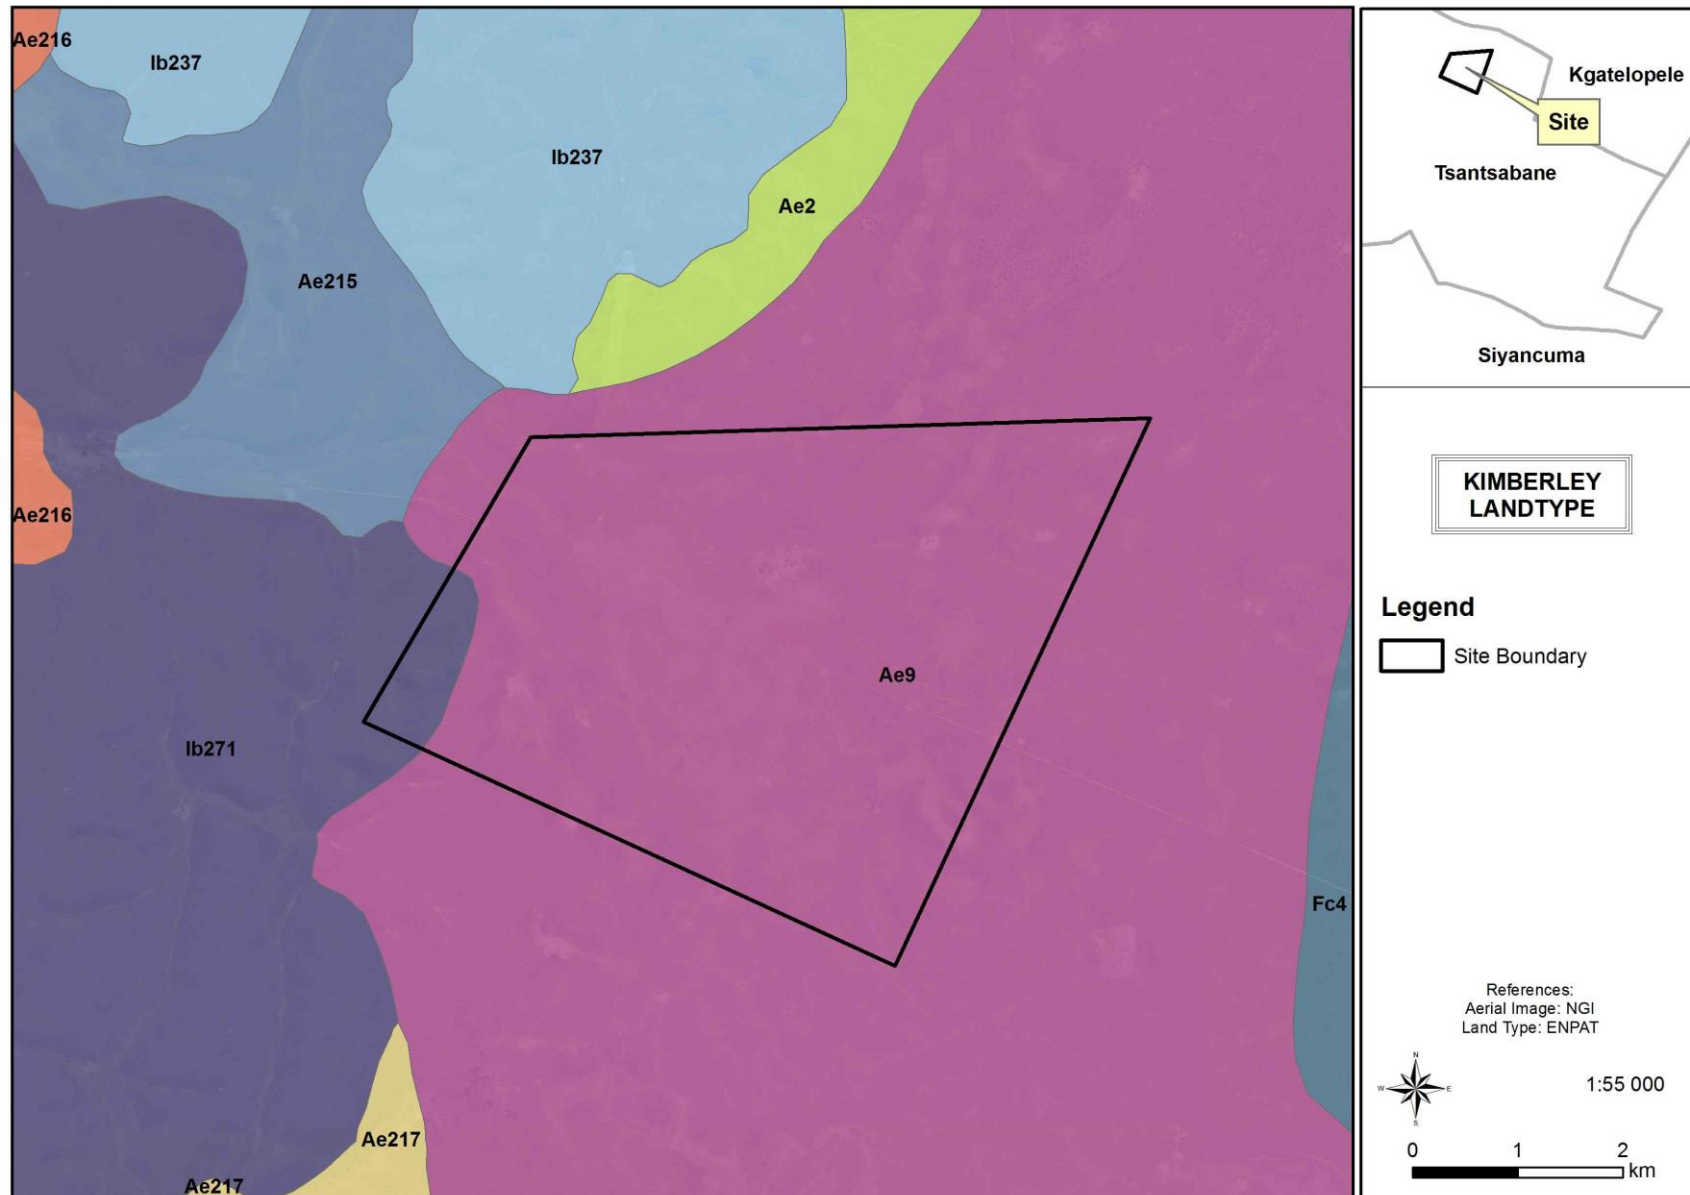 Ae216
Ib237
Ib237
Ae2
Ae215
Ae216
Ae9
Ib271
Fc4
Ae217
Ae217
Kgatelopele
Site
Tsantsabane
Siyancuma
KIMBERLEY
LANDTYPE
Legend
Site Boundary
References:
Aerial Image: NGI
Land Type: ENPAT
N
W E
S
1:55 000
0 1 2
km